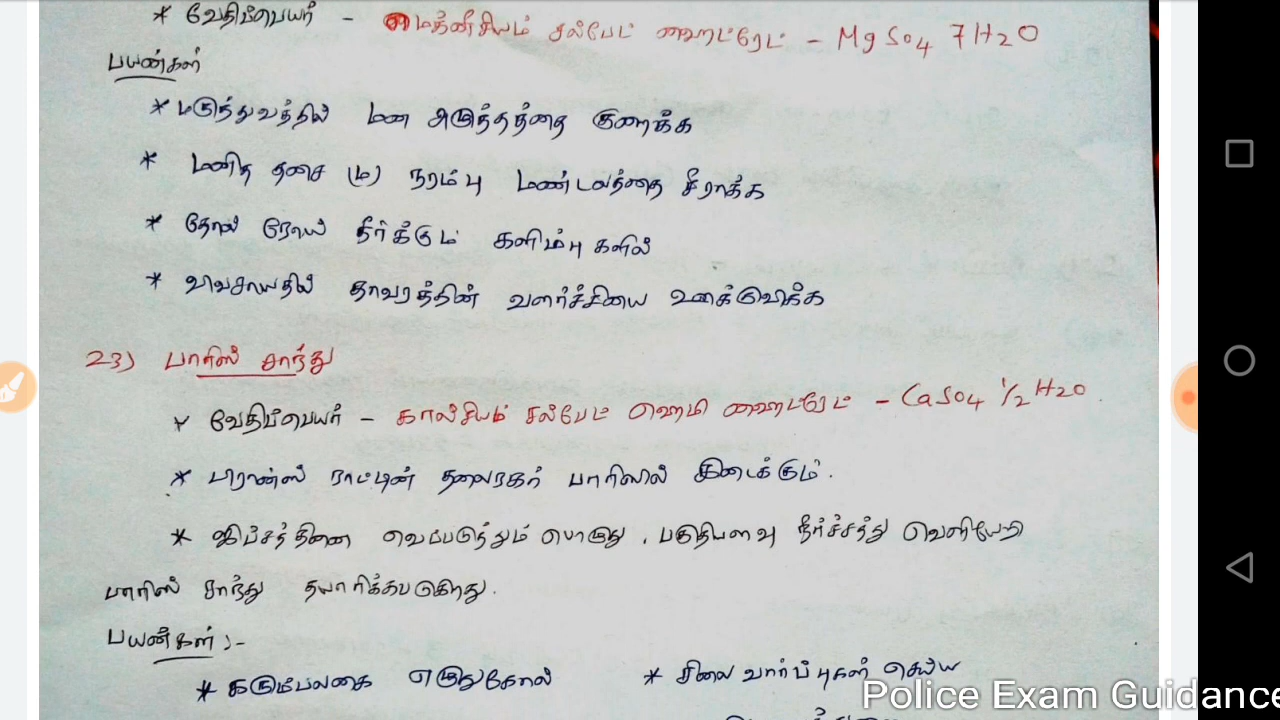 * வேதிப்பெயர் - மெக்னீசியம் சல்பேட் ஹைட்ரேட் - MgSo4 7H2O
பயன்கள்
* மருந்துவத்தில் மண அழுத்தத்தை குறைக்க
* மனித தசை (ம) நரம்பு மண்டலத்தை சீராக்க
* தோல் நோய் தீர்க்கும் களிம்புகளில்
* விவசாயதில் தாவரத்தின் வளர்ச்சியை ஊக்குவிக்க
23) பாரிஸ் சாந்து
* வேதிப்பெயர் - கால்சியம் சல்பேட் ஹெமி ஹைட்ரேட் - CaSO4 1/2 H2O
* பிரான்ஸ் நாட்டின் தலைநகர் பாரிஸில் கிடைக்கும்.
* ஜிப்சத்தினை வெப்படுத்தும் பொழுது, பகுதியளவு நீர்ச்சத்து வெளியேறி
பாரிஸ் சாந்து தயாரிக்கபடுகிறது.
பயன்கள் :-
* கரும்பலகை எழுதுகோல் * சிலை வார்ப்புகள் செய்ய
Police Exam Guidance